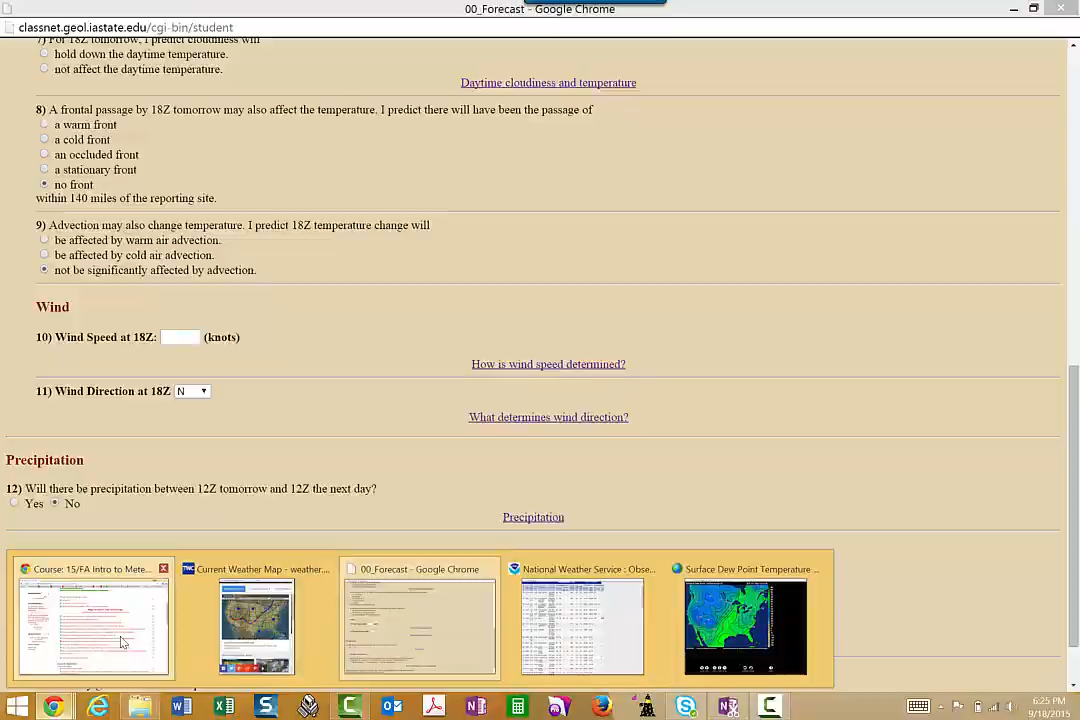 00_Forecast - Google Chrome
classnet.geol.iastate.edu/cgi-bin/student
7) For 18Z tomorrow, I predict cloudiness will
hold down the daytime temperature.
not affect the daytime temperature.
Daytime cloudiness and temperature
8) A frontal passage by 18Z tomorrow may also affect the temperature. I predict there will have been the passage of
a warm front
a cold front
an occluded front
a stationary front
no front
within 140 miles of the reporting site.
9) Advection may also change temperature. I predict 18Z temperature change will
be affected by warm air advection.
be affected by cold air advection.
not be significantly affected by advection.
Wind
10) Wind Speed at 18Z: (knots)
How is wind speed determined?
11) Wind Direction at 18Z N
What determines wind direction?
Precipitation
12) Will there be precipitation between 12Z tomorrow and 12Z the next day?
Yes No
Precipitation
Course: 15/FA Intro to Mete...
Current Weather Map - weather....
00_Forecast - Google Chrome
National Weather Service : Obse...
Surface Dew Point Temperature ...
6:25 PM
9/18/2015